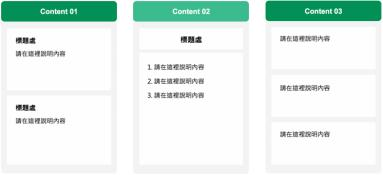 Content 01
標題處
請在這裡說明內容
標題處
請在這裡說明內容
Content 02
標題處
1. 請在這裡說明內容
2. 請在這裡說明內容
3. 請在這裡說明內容
Content 03
請在這裡說明內容
請在這裡說明內容
請在這裡說明內容